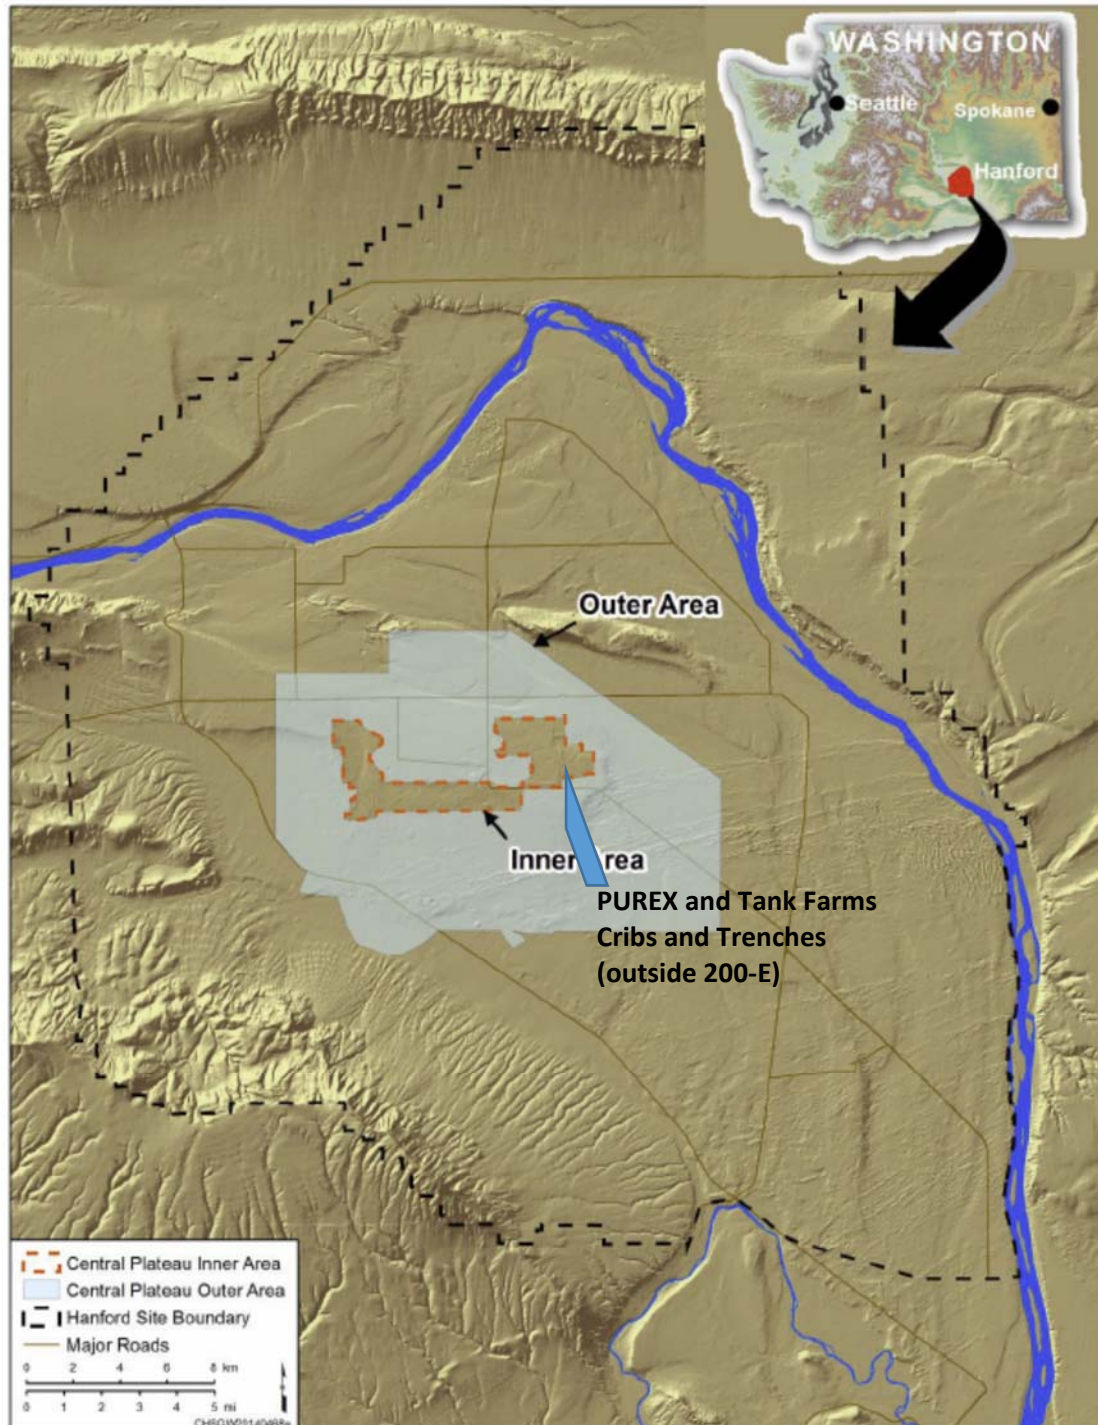 WASHINGTON
Seattle
Spokane
Hanford
Outer Area
Inner Area
PUREX and Tank Farms
Cribs and Trenches
(outside 200-E)
Central Plateau Inner Area
Central Plateau Outer Area
Hanford Site Boundary
Major Roads
0 2 4 6 8 km
0 1 2 3 4 5 mi